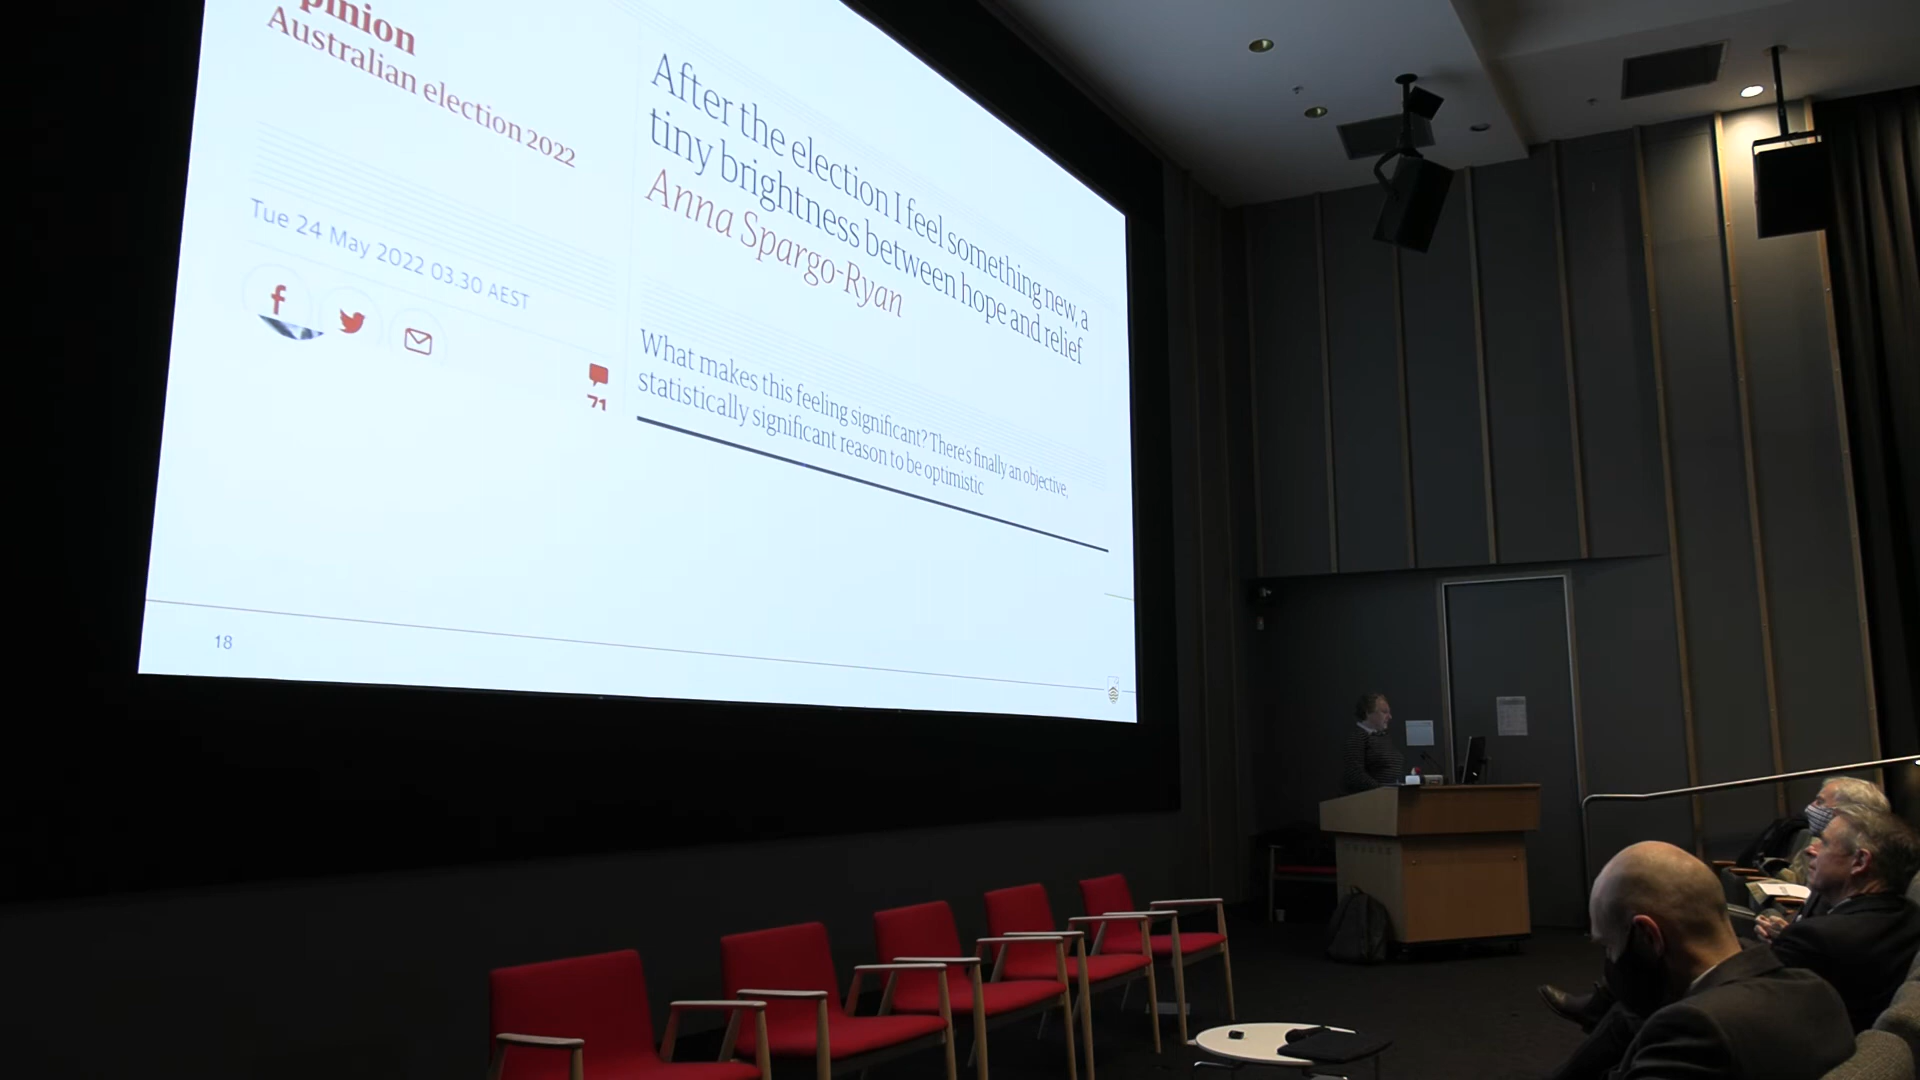 pinion
Australian election 2022
Tue 24 May 2022 03.30 AEST
71
After the election I feel something new, a
tiny brightness between hope and relief
Anna Spargo-Ryan
What makes this feeling significant? There's finally an objective,
statistically significant reason to be optimistic
18